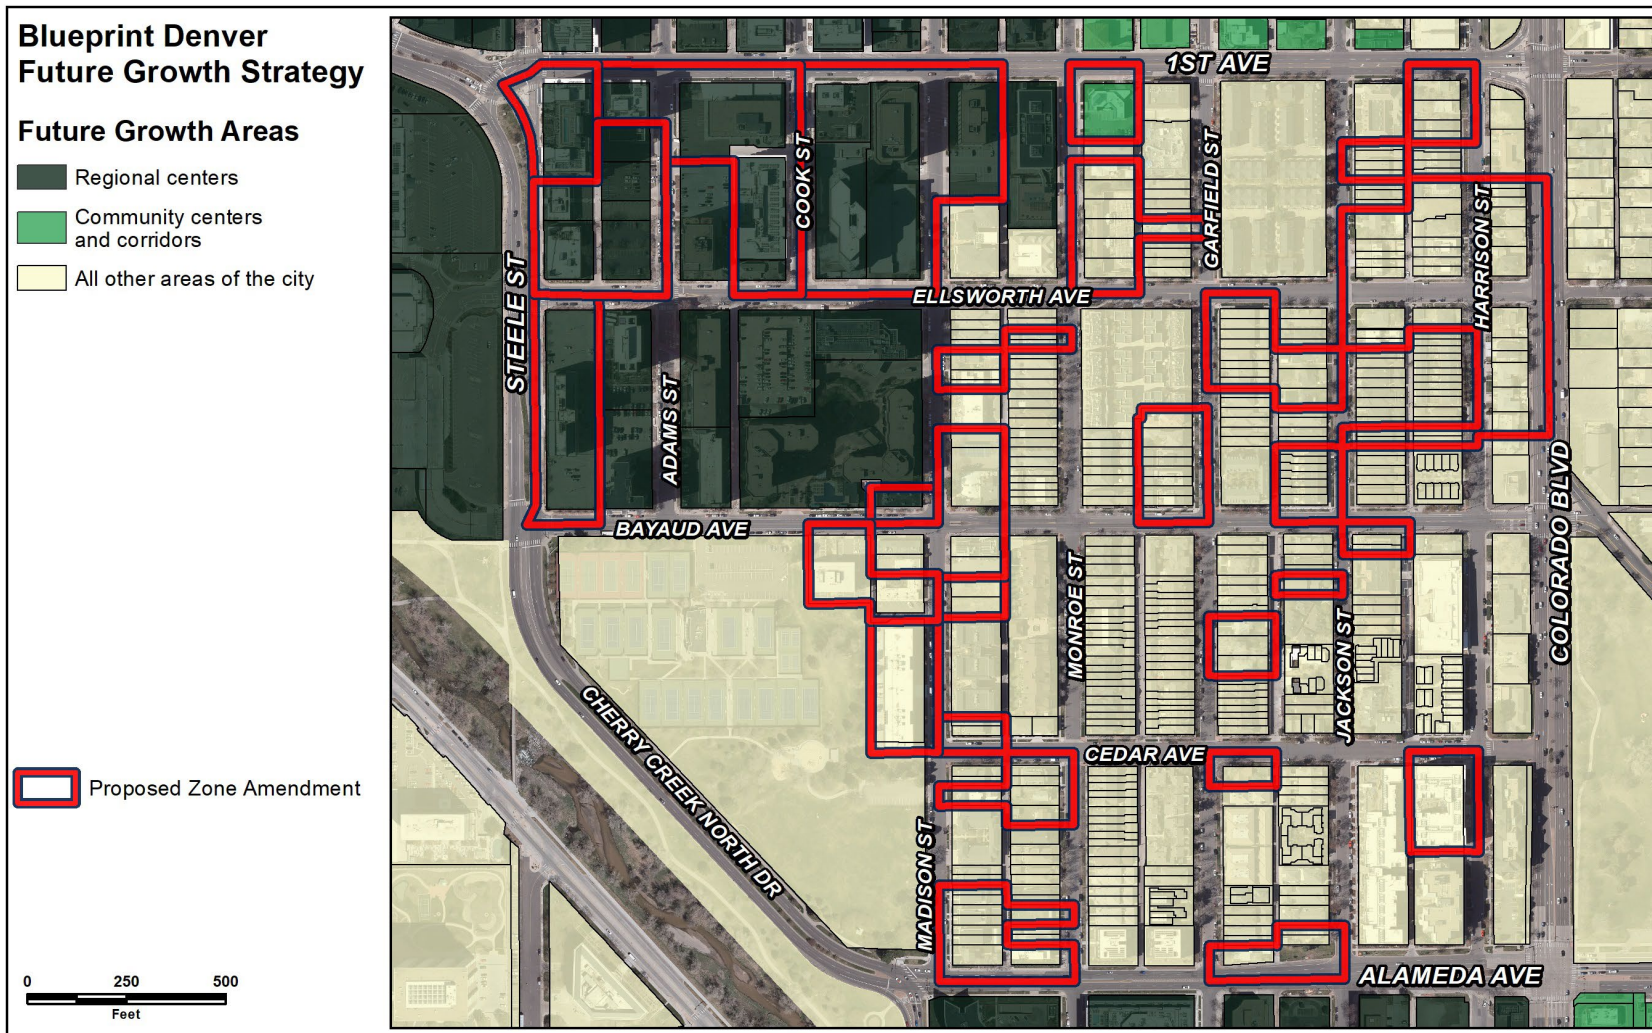 Blueprint Denver
Future Growth Strategy
Future Growth Areas
Regional centers
Community centers
and corridors
All other areas of the city
Proposed Zone Amendment
0 250 500
Feet
1ST AVE
COOK ST
GARFIELD ST
HARRISON ST
STEELE ST
ELLSWORTH AVE
ADAMS ST
BAYAUD AVE
MONROE ST
COLORADO BLVD
JACKSON ST
CHERRY CREEK NORTH DR
CEDAR AVE
MADISON ST
ALAMEDA AVE